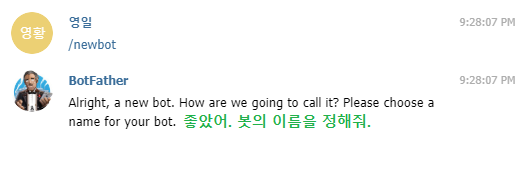 영황
영일
9:28:07 PM
/newbot
BotFather
9:28:07 PM
Alright, a new bot. How are we going to call it? Please choose a
name for your bot. 좋았어. 봇의 이름을 정해줘.